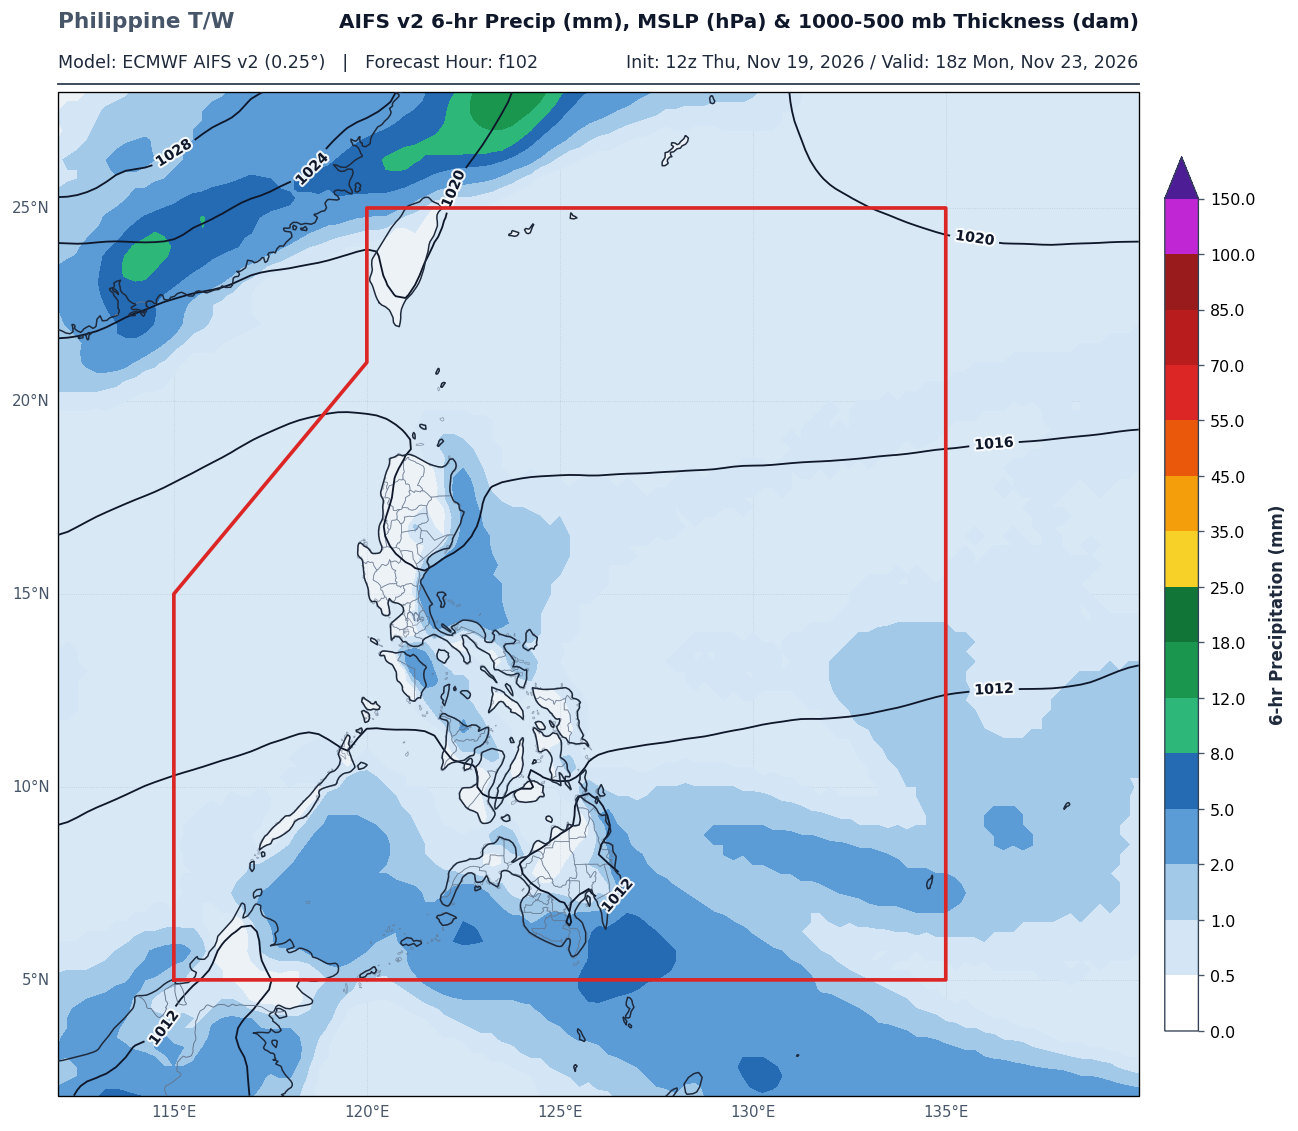 Philippine T/W
AIFS v2 6-hr Precip (mm), MSLP (hPa) & 1000-500 mb Thickness (dam)
Model: ECMWF AIFS v2 (0.25°)   |   Forecast Hour: f102
Init: 12z Thu, Nov 19, 2026 / Valid: 18z Mon, Nov 23, 2026
1028
1024
1020
1020
1016
1012
1012
1012
25°N
20°N
15°N
10°N
5°N
115°E
120°E
125°E
130°E
135°E
150.0
100.0
85.0
70.0
55.0
45.0
35.0
25.0
18.0
12.0
8.0
5.0
2.0
1.0
0.5
0.0
6-hr Precipitation (mm)